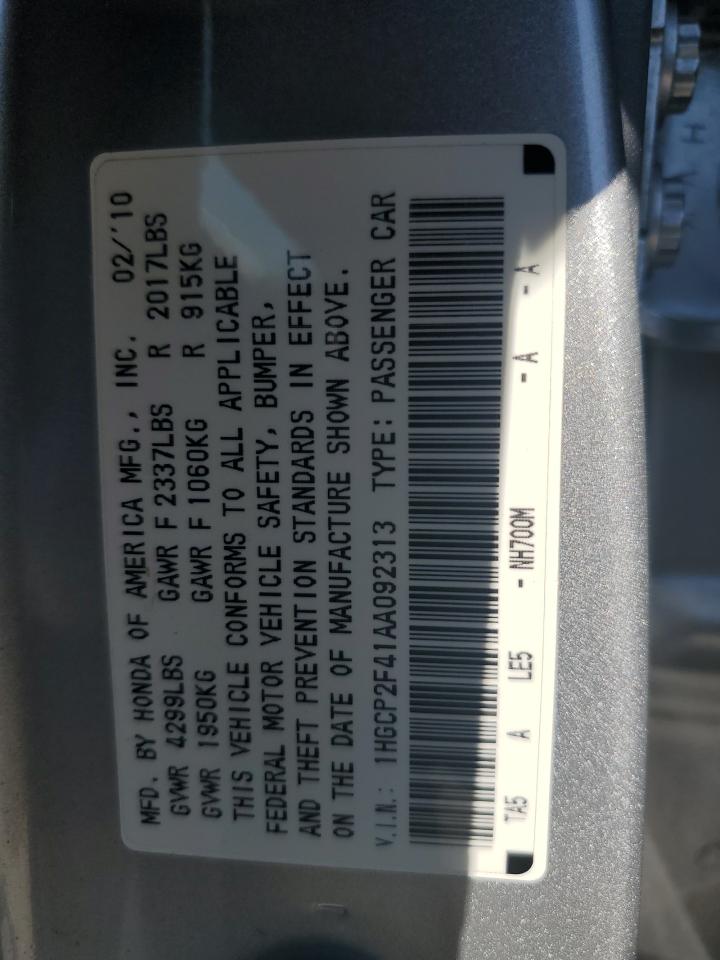 MFD. BY HONDA OF AMERICA MFG., INC. 02/'10
GVWR 4299LBS GAWR F 2337LBS R 2017LBS
GVWR 1950KG GAWR F 1060KG R 915KG
THIS VEHICLE CONFORMS TO ALL APPLICABLE
FEDERAL MOTOR VEHICLE SAFETY, BUMPER,
AND THEFT PREVENTION STANDARDS IN EFFECT
ON THE DATE OF MANUFACTURE SHOWN ABOVE.
V.I.N.: 1HGCP2F41AA092313 TYPE: PASSENGER CAR
TA5 A LE5 - NH700M - A - A